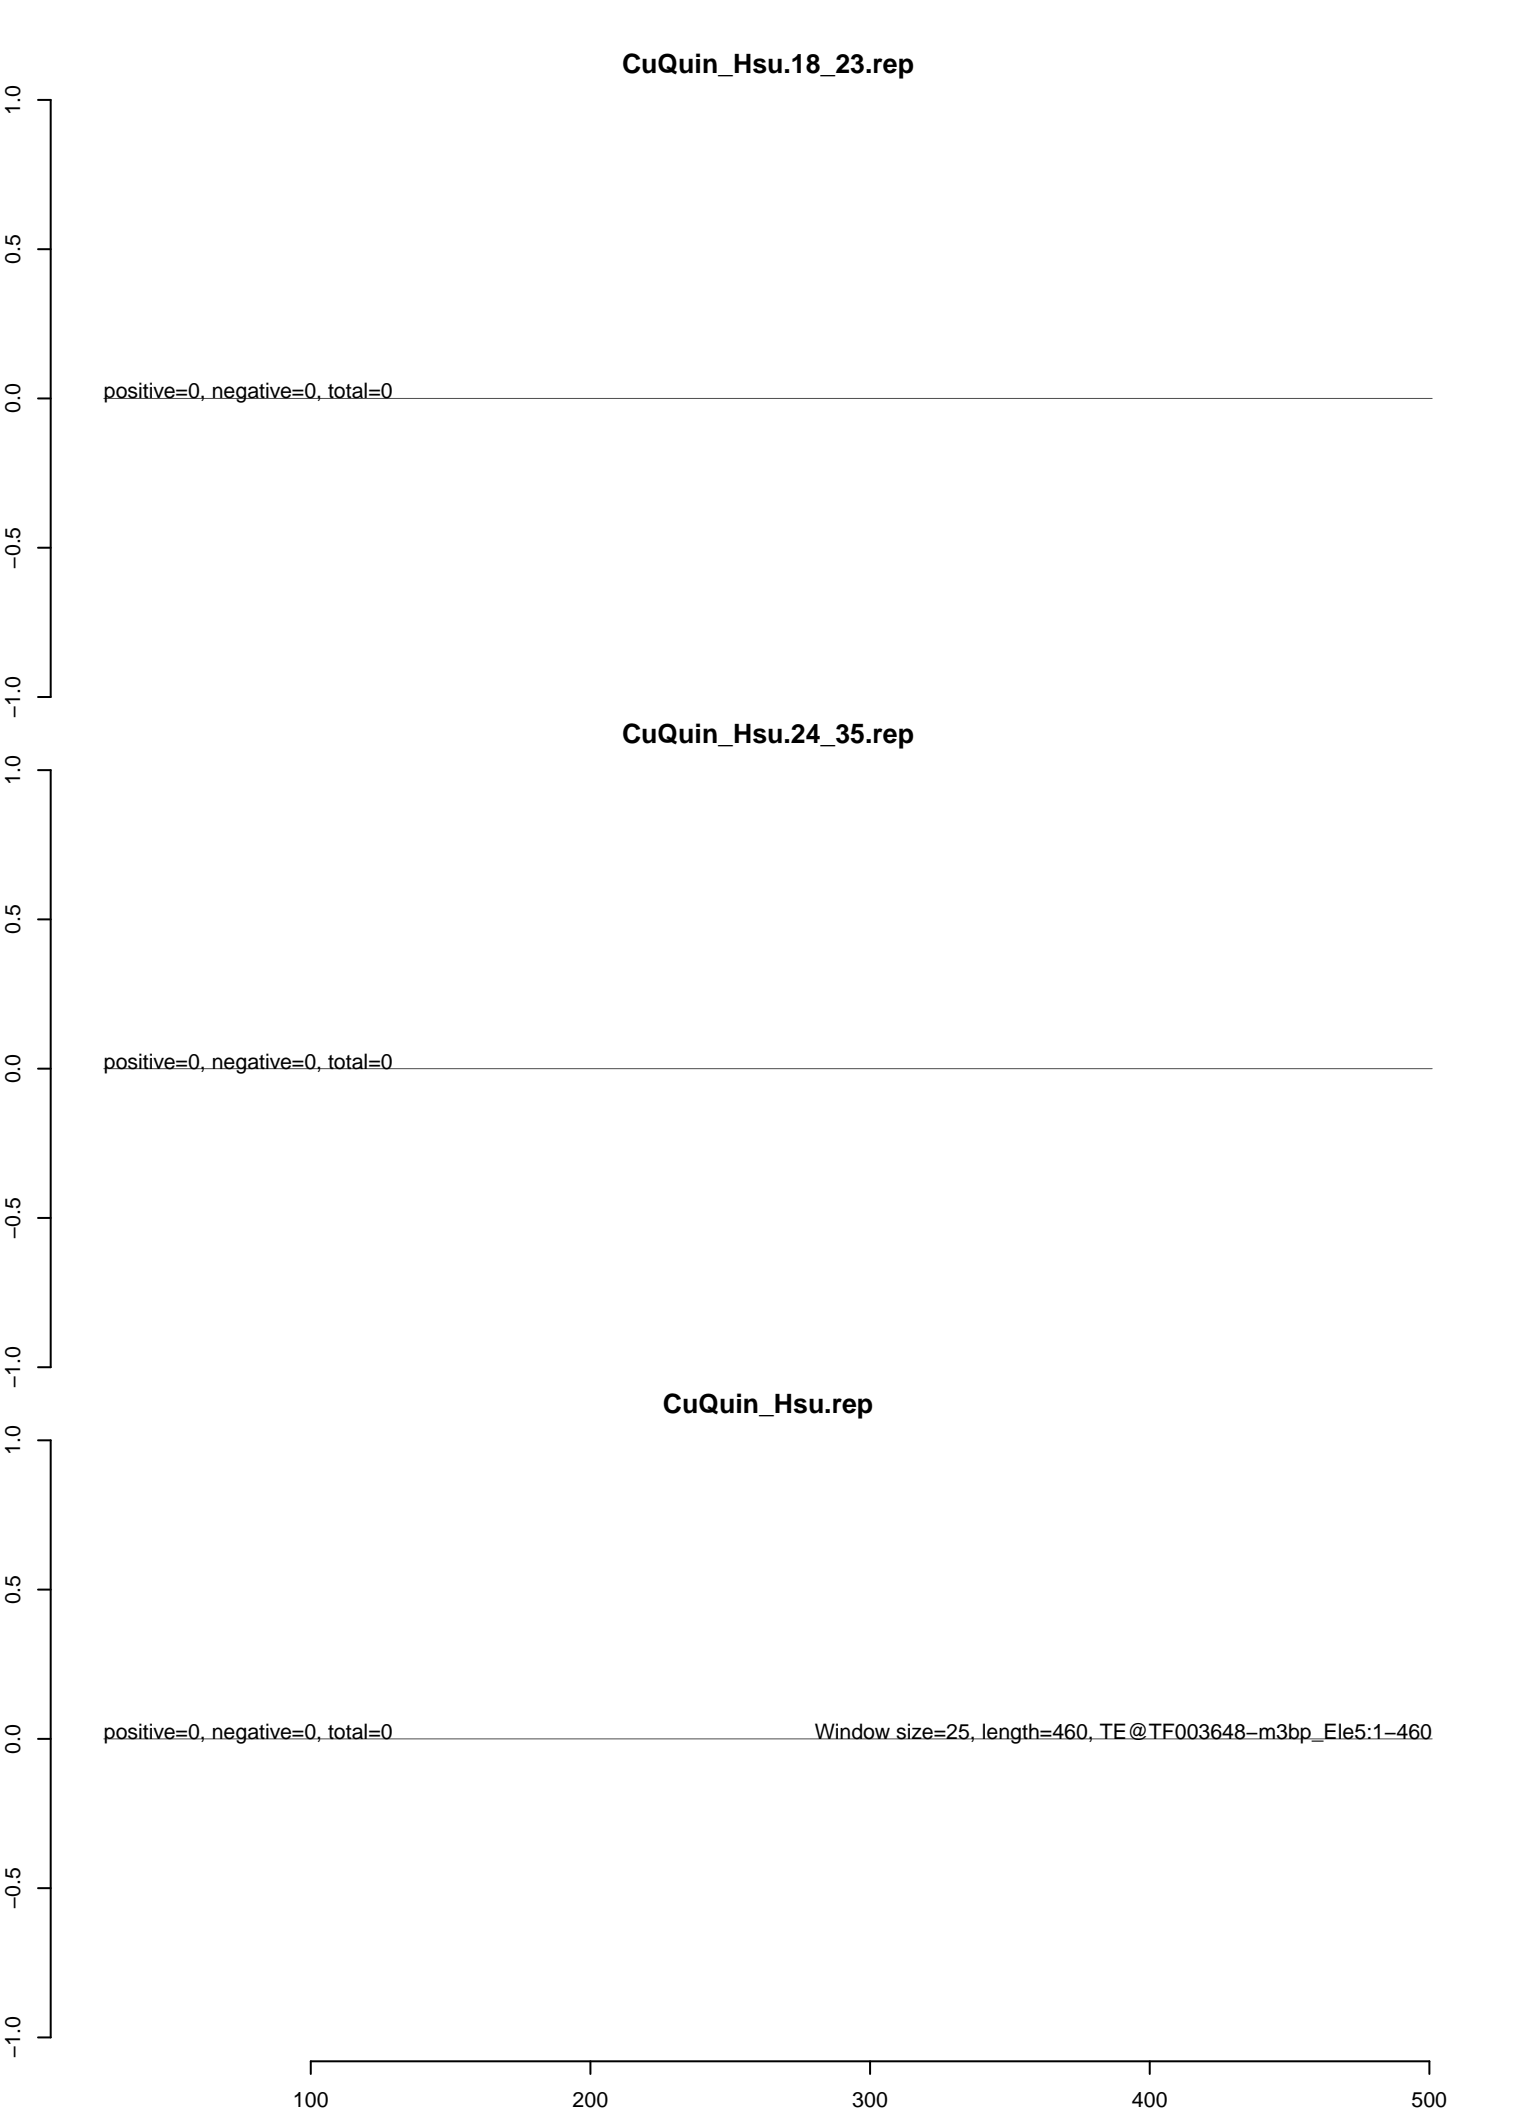 CuQuin_Hsu.18_23.rep
1.0
0.5
0.0
−0.5
−1.0
positive=0, negative=0, total=0
CuQuin_Hsu.24_35.rep
1.0
0.5
0.0
−0.5
−1.0
positive=0, negative=0, total=0
CuQuin_Hsu.rep
1.0
0.5
0.0
−0.5
−1.0
positive=0, negative=0, total=0
Window size=25, length=460, TE@TF003648−m3bp_Ele5:1−460
100 200 300 400 500